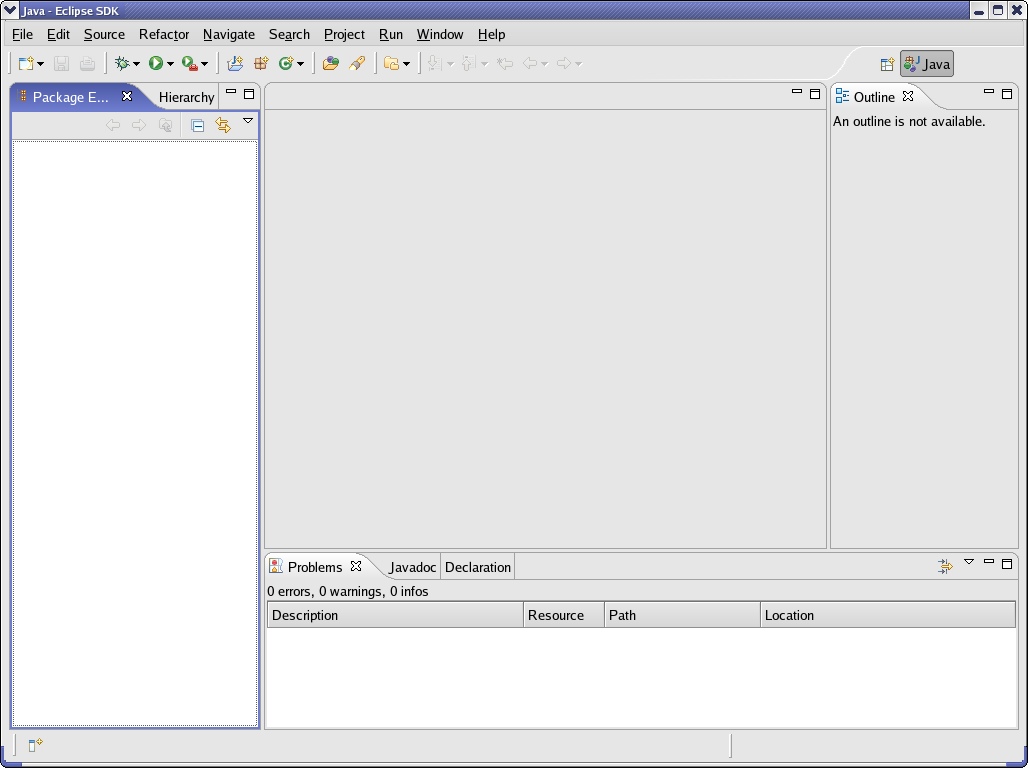 Java - Eclipse SDK
File Edit Source Refactor Navigate Search Project Run Window Help
Java
Package E... Hierarchy
Outline
An outline is not available.
Problems Javadoc Declaration
0 errors, 0 warnings, 0 infos
Description Resource Path Location